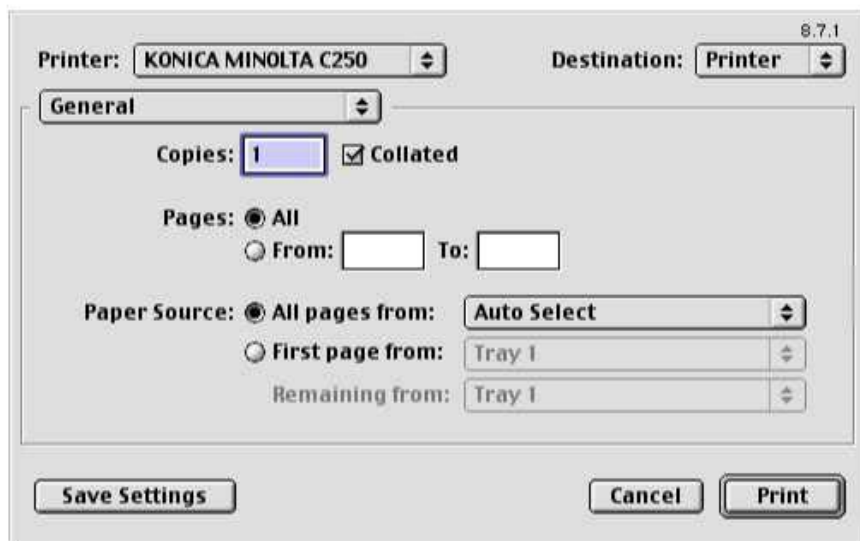 8.7.1
Printer: KONICA MINOLTA C250 Destination: Printer
General
Copies: 1 Collated
Pages: All
From: To:
Paper Source: All pages from: Auto Select
First page from: Tray 1
Remaining from: Tray 1
Save Settings Cancel Print